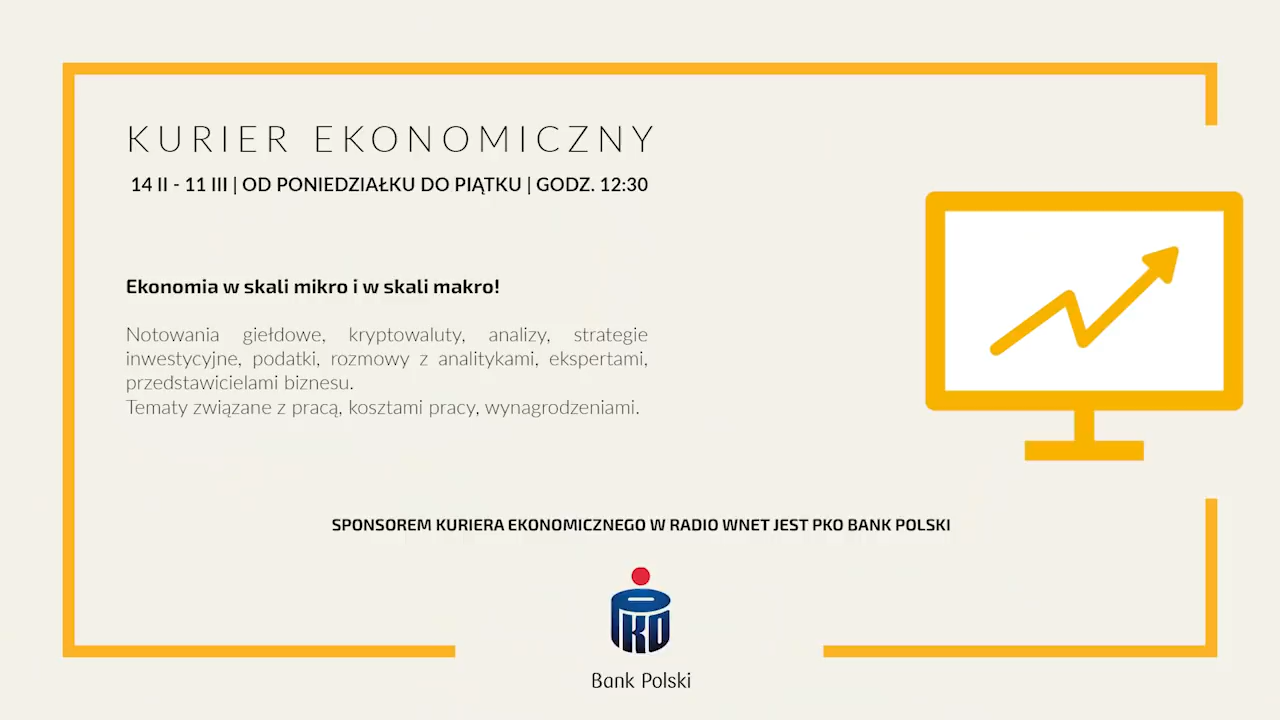 KURIER EKONOMICZNY
14 II - 11 III | OD PONIEDZIAŁKU DO PIĄTKU | GODZ. 12:30
Ekonomia w skali mikro i w skali makro!
Notowania giełdowe, kryptowaluty, analizy, strategie
inwestycyjne, podatki, rozmowy z analitykami, ekspertami,
przedstawicielami biznesu.
Tematy związane z pracą, kosztami pracy, wynagrodzeniami.
SPONSOREM KURIERA EKONOMICZNEGO W RADIO WNET JEST PKO BANK POLSKI
PKO
Bank Polski